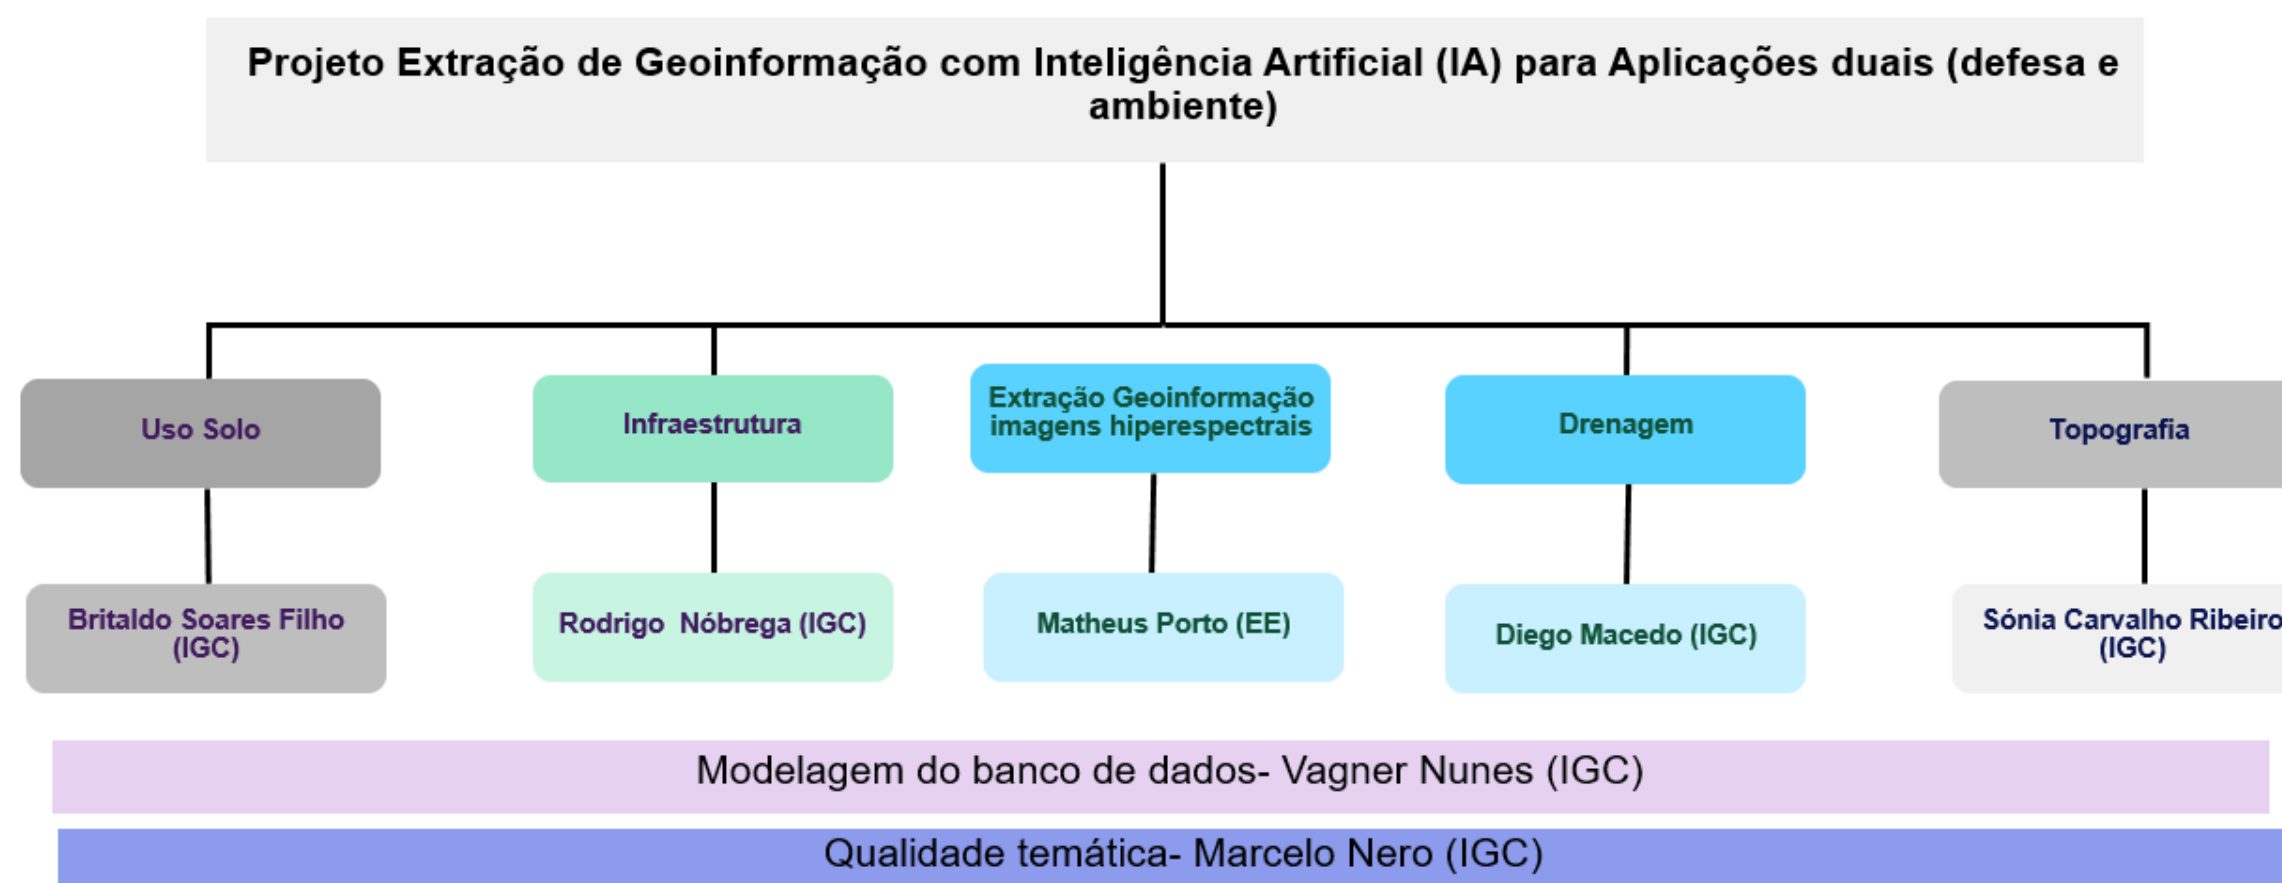 Projeto Extração de Geoinformação com Inteligência Artificial (IA) para Aplicações duais (defesa e
ambiente)
Uso Solo
Infraestrutura
Extração Geoinformação
imagens hiperespectrais
Drenagem
Topografia
Britaldo Soares Filho
(IGC)
Rodrigo  Nóbrega (IGC)
Matheus Porto (EE)
Diego Macedo (IGC)
Sónia Carvalho Ribeiro
(IGC)
Modelagem do banco de dados- Vagner Nunes (IGC)
Qualidade temática- Marcelo Nero (IGC)